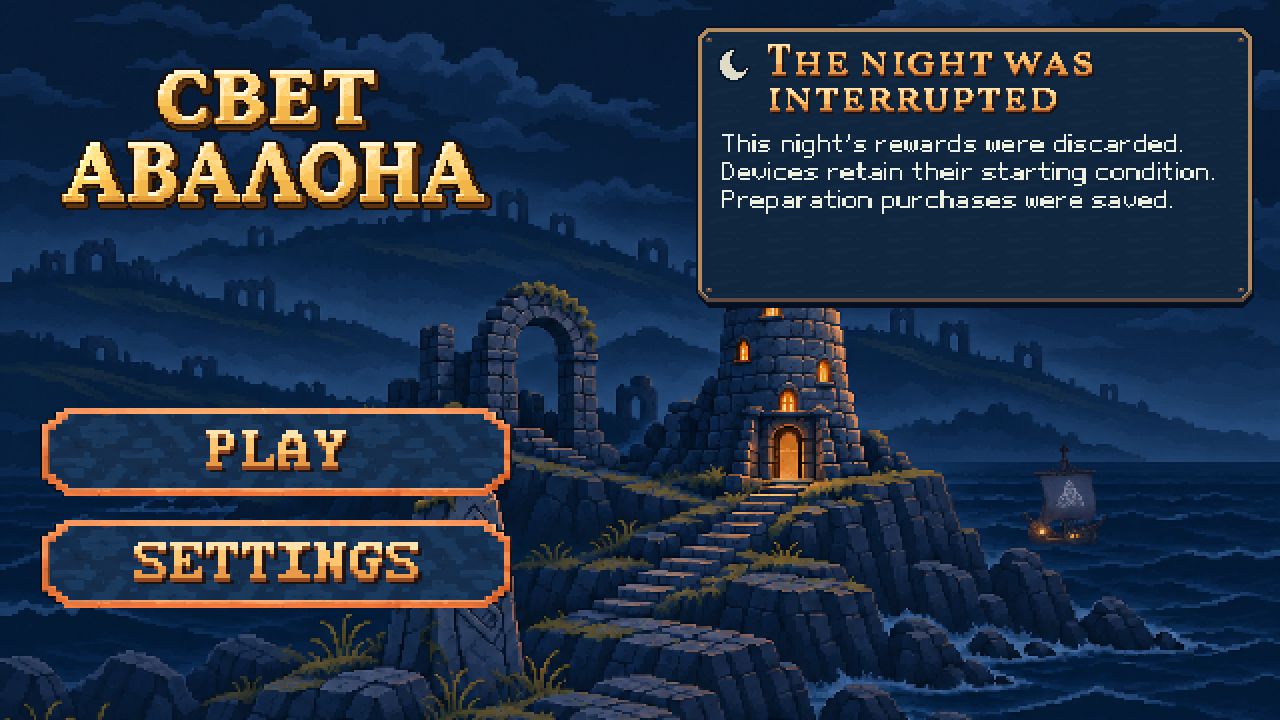 СВЕТ
АВАЛОНА
THE NIGHT WAS
INTERRUPTED
This night's rewards were discarded.
Devices retain their starting condition.
Preparation purchases were saved.
PLAY
SETTINGS